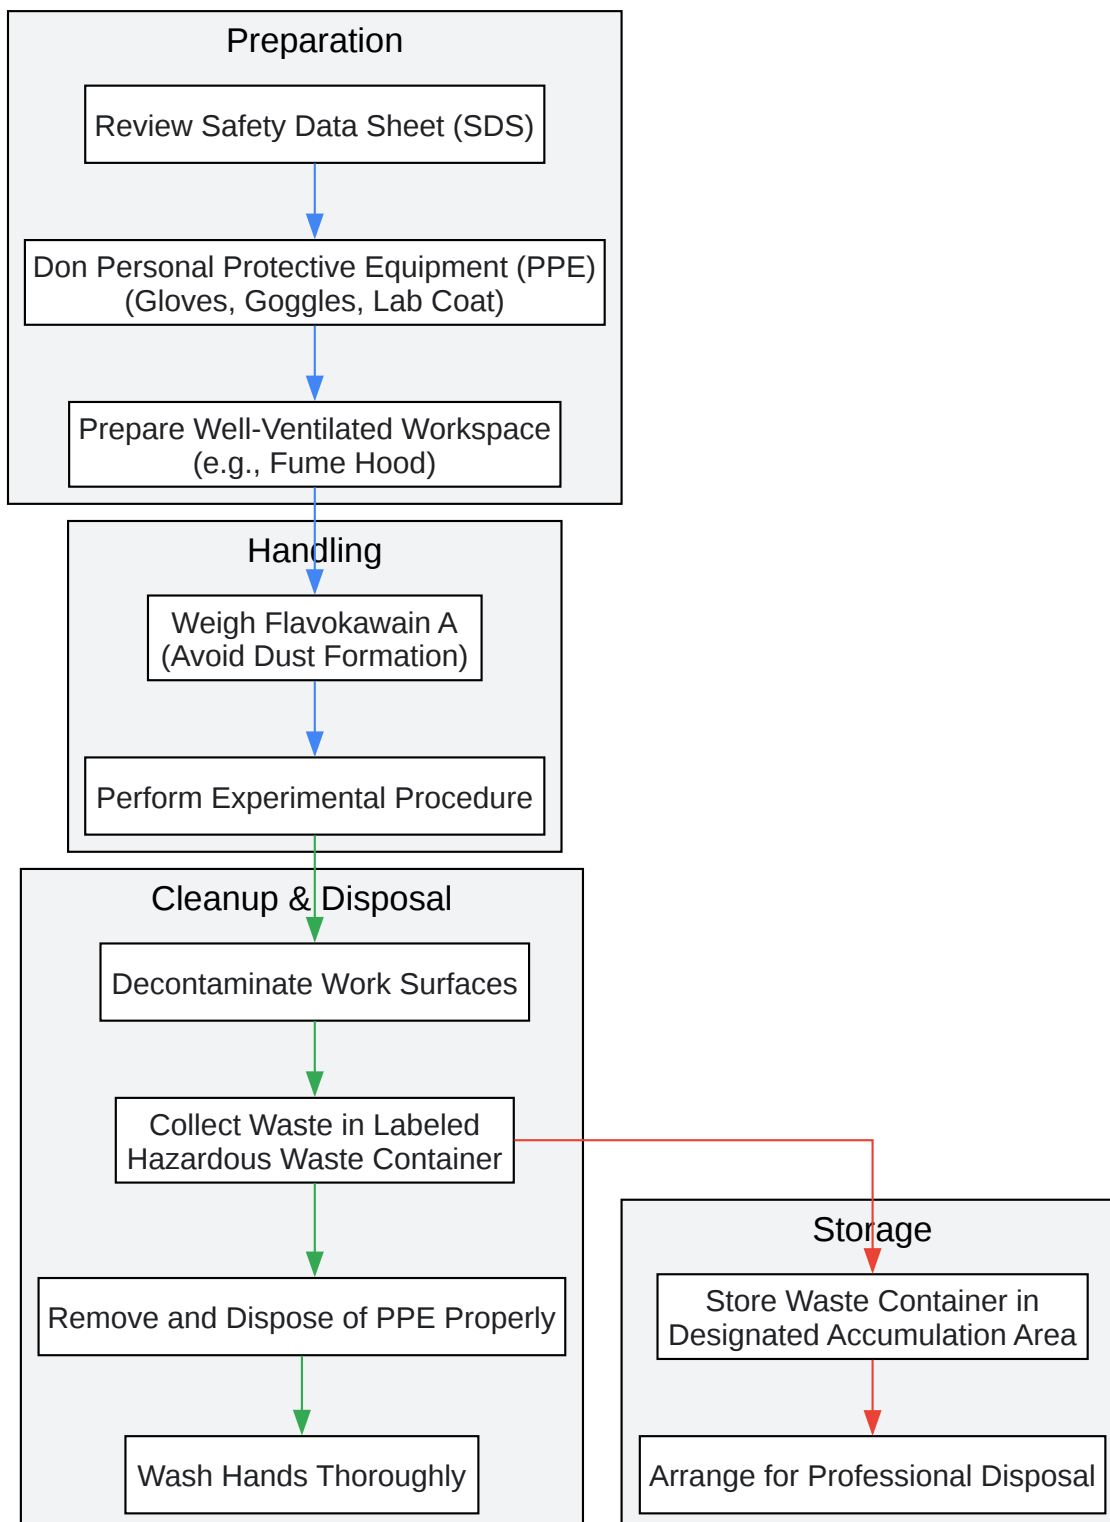 Preparation
Review Safety Data Sheet (SDS)
Don Personal Protective Equipment (PPE)
(Gloves, Goggles, Lab Coat)
Prepare Well-Ventilated Workspace
(e.g., Fume Hood)
Handling
Weigh Flavokawain A
(Avoid Dust Formation)
Perform Experimental Procedure
Cleanup & Disposal
Decontaminate Work Surfaces
Collect Waste in Labeled
Hazardous Waste Container
Remove and Dispose of PPE Properly
Wash Hands Thoroughly
Storage
Store Waste Container in
Designated Accumulation Area
Arrange for Professional Disposal